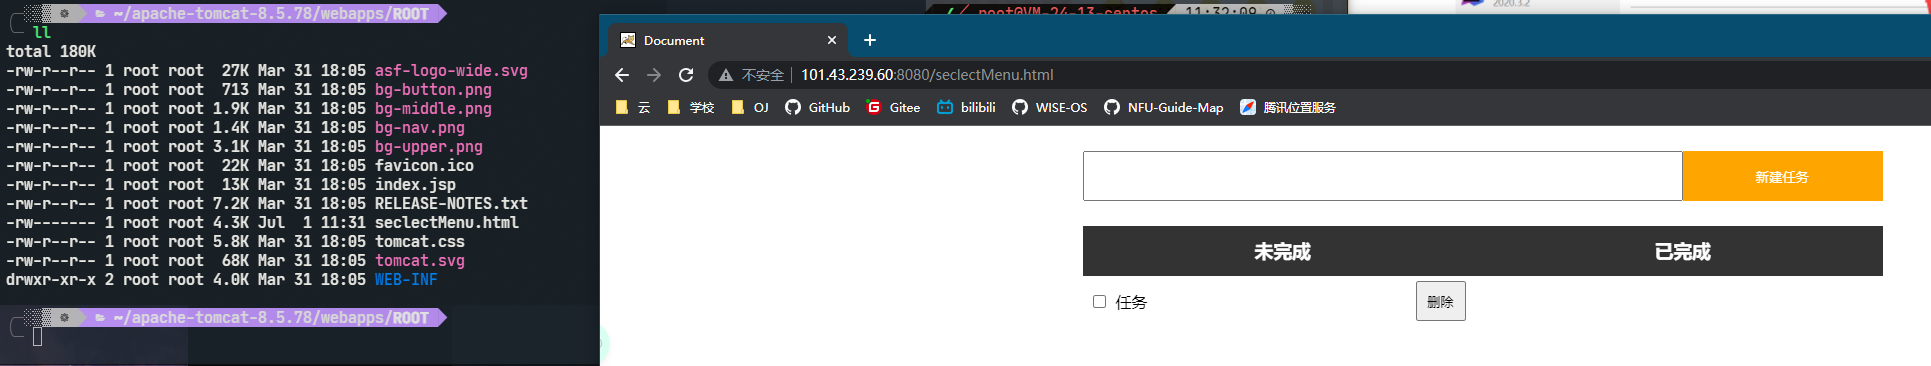 ~/apache-tomcat-8.5.78/webapps/ROOT
ll
total 180K
-rw-r--r-- 1 root root  27K Mar 31 18:05 asf-logo-wide.svg
-rw-r--r-- 1 root root  713 Mar 31 18:05 bg-button.png
-rw-r--r-- 1 root root 1.9K Mar 31 18:05 bg-middle.png
-rw-r--r-- 1 root root 1.4K Mar 31 18:05 bg-nav.png
-rw-r--r-- 1 root root 3.1K Mar 31 18:05 bg-upper.png
-rw-r--r-- 1 root root  22K Mar 31 18:05 favicon.ico
-rw-r--r-- 1 root root  13K Mar 31 18:05 index.jsp
-rw-r--r-- 1 root root 7.2K Mar 31 18:05 RELEASE-NOTES.txt
-rw------- 1 root root 4.3K Jul  1 11:31 seclectMenu.html
-rw-r--r-- 1 root root 5.8K Mar 31 18:05 tomcat.css
-rw-r--r-- 1 root root  68K Mar 31 18:05 tomcat.svg
drwxr-xr-x 2 root root 4.0K Mar 31 18:05 WEB-INF
~/apache-tomcat-8.5.78/webapps/ROOT
root@VM-24-13-centos 11:32:09
2020.3.2
Document
不安全 101.43.239.60:8080/seclectMenu.html
云 学校 OJ GitHub Gitee bilibili WISE-OS NFU-Guide-Map 腾讯位置服务
新建任务
未完成 已完成
任务 删除